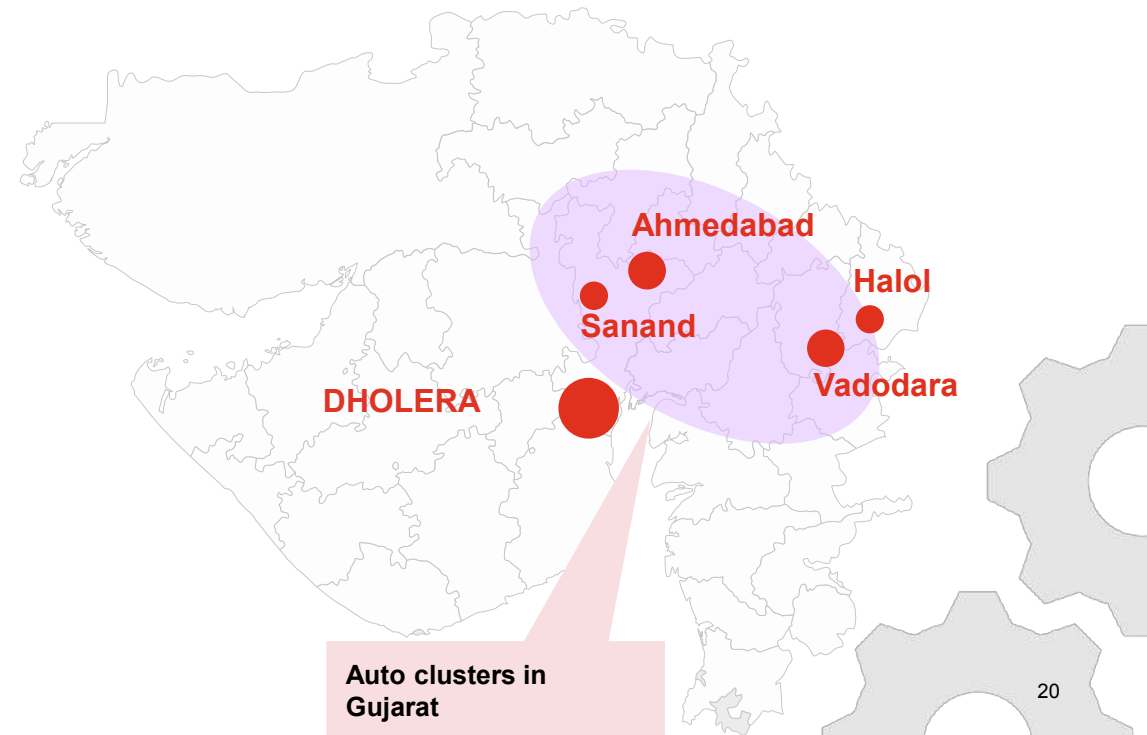 Ahmedabad
Halol
Sanand
Vadodara
DHOLERA
Auto clusters in
Gujarat
20